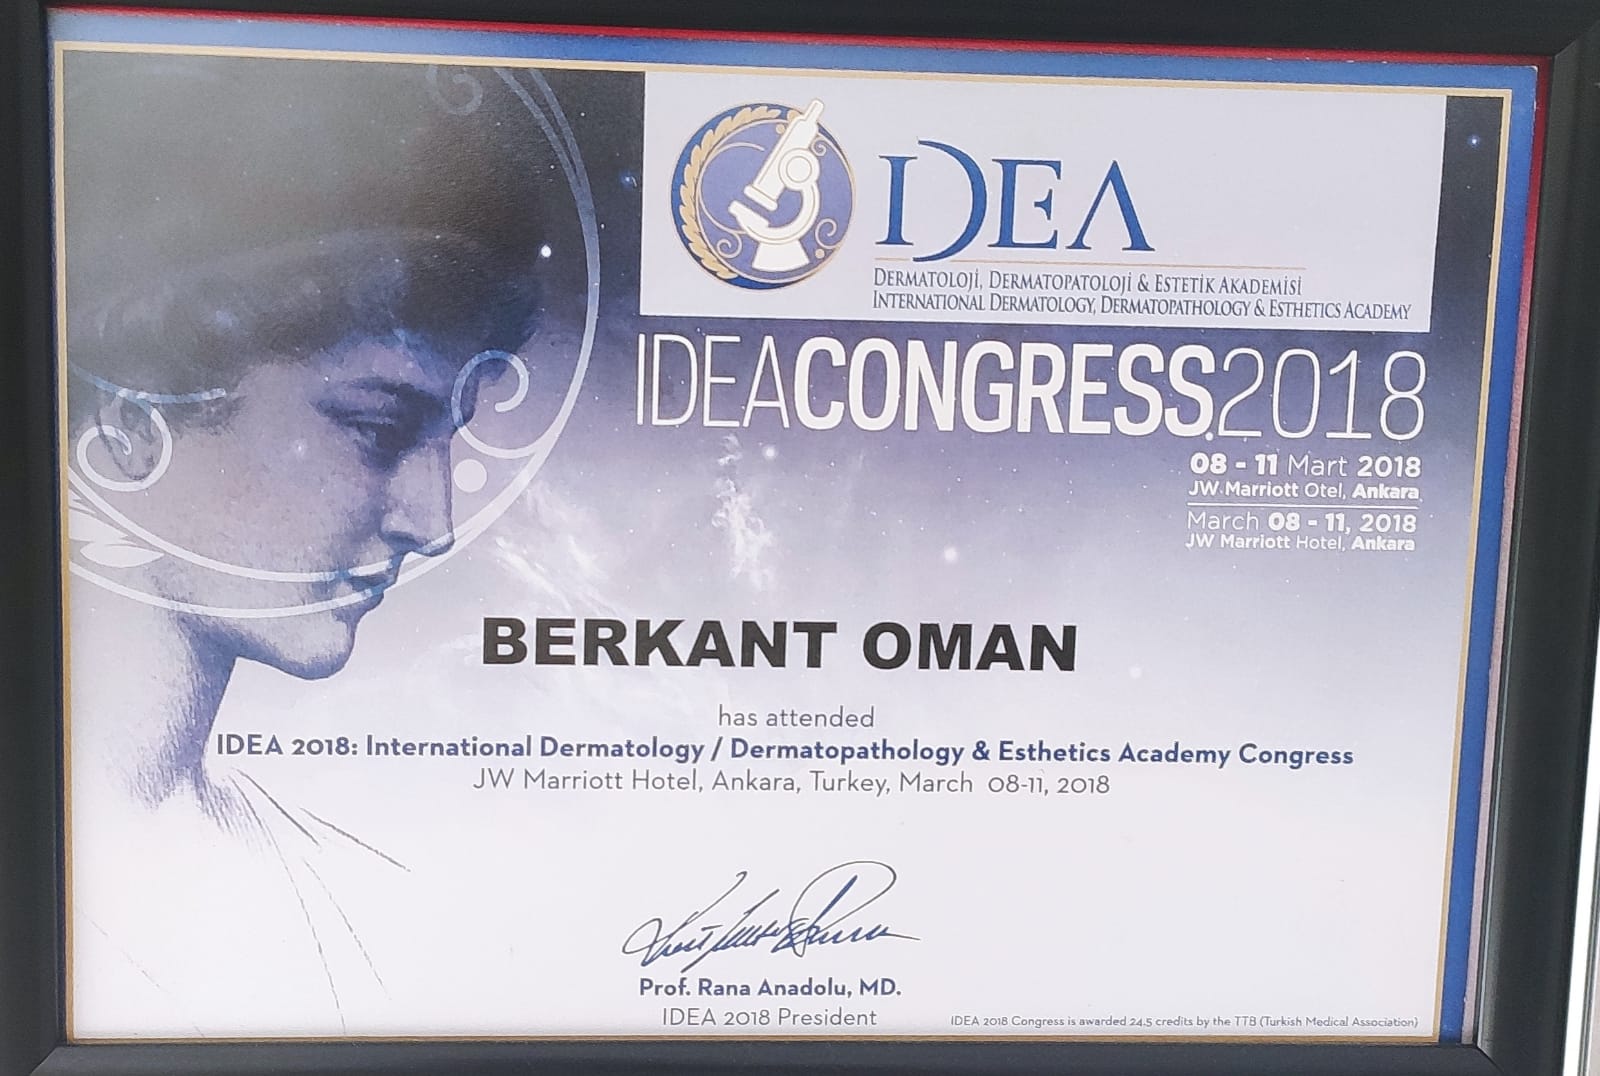 IDEA
DERMATOLOJİ, DERMATOPATOLOJİ & ESTETİK AKADEMİSİ
INTERNATIONAL DERMATOLOGY, DERMATOPATHOLOGY & ESTHETICS ACADEMY
IDEACONGRESS2018
08 - 11 Mart 2018
JW Marriott Otel, Ankara
March 08 - 11, 2018
JW Marriott Hotel, Ankara
BERKANT OMAN
has attended
IDEA 2018: International Dermatology / Dermatopathology & Esthetics Academy Congress
JW Marriott Hotel, Ankara, Turkey, March 08-11, 2018
Prof. Rana Anadolu, MD.
IDEA 2018 President
IDEA 2018 Congress is awarded 24.5 credits by the TTB (Turkish Medical Association)